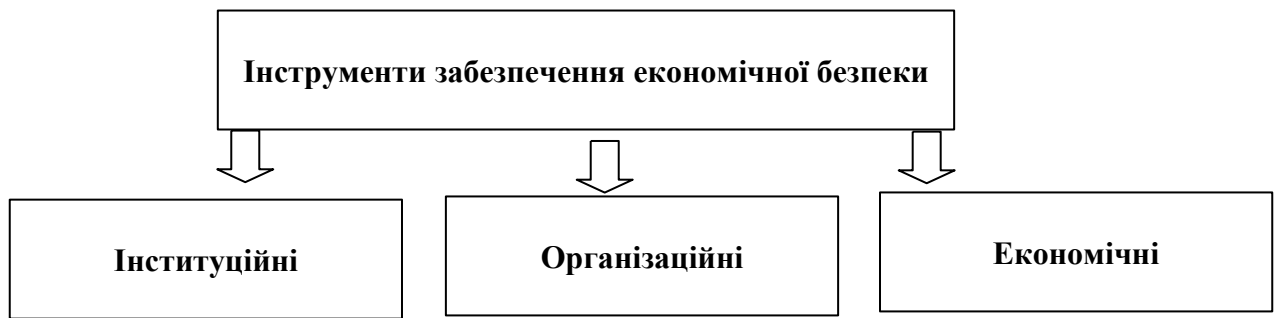 Інструменти забезпечення економічної безпеки
Інституційні
Організаційні
Економічні